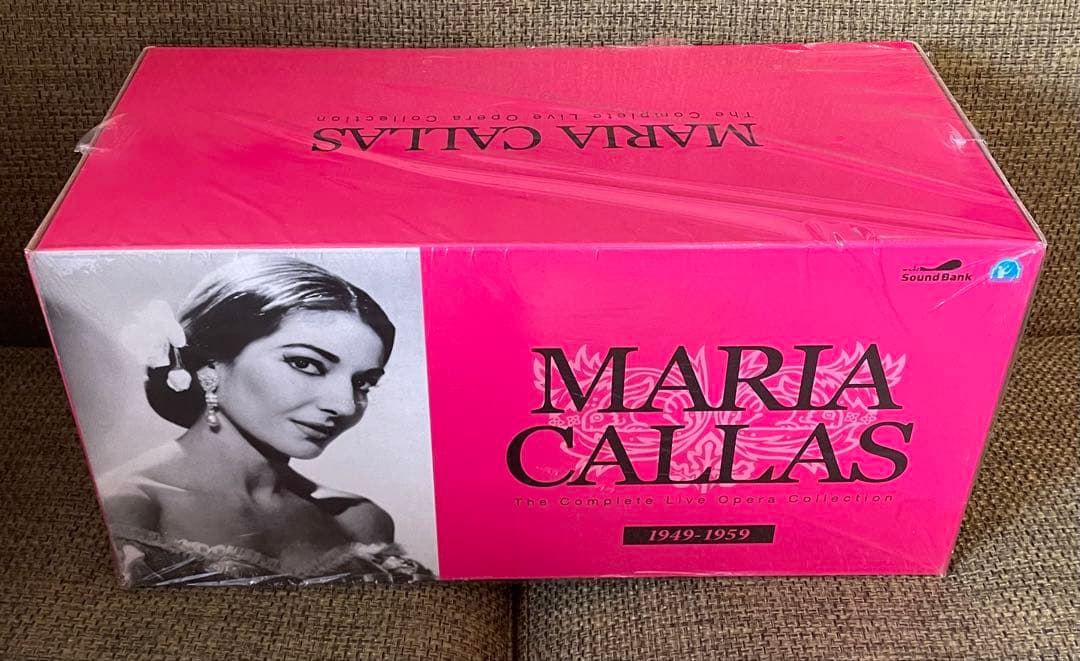 MARIA CALLAS
The Complete Live Opera Collection
Sound Bank
MARIA
CALLAS
The Complete Live Opera Collection
1949-1959